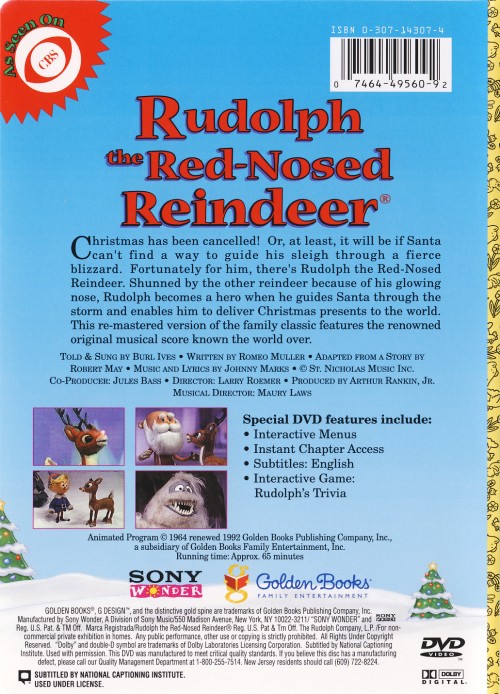 As Seen On
CBS
ISBN 0-307-14307-4
0 74644 49560 9 2
Rudolph
the Red-Nosed
Reindeer®
Christmas has been cancelled! Or, at least, it will be if Santa
can't find a way to guide his sleigh through a fierce
blizzard. Fortunately for him, there's Rudolph the Red-Nosed
Reindeer. Shunned by the other reindeer because of his glowing
nose, Rudolph becomes a hero when he guides Santa through the
storm and enables him to deliver Christmas presents to the world.
This re-mastered version of the family classic features the renowned
original musical score known the world over.
Told & Sung by Burl Ives • Written by Romeo Muller • Adapted from a Story by
Robert May • Music and Lyrics by Johnny Marks • © St. Nicholas Music Inc.
Co-Producer: Jules Bass • Director: Larry Roemer • Produced by Arthur Rankin, Jr.
Musical Director: Maury Laws
Special DVD features include:
• Interactive Menus
• Instant Chapter Access
• Subtitles: English
• Interactive Game:
Rudolph's Trivia
Animated Program © 1964 renewed 1992 Golden Books Publishing Company, Inc.,
a subsidiary of Golden Books Family Entertainment, Inc.
Running time: Approx. 65 minutes
SONY
WONDER
Golden Books®
FAMILY ENTERTAINMENT
GOLDEN BOOKS®, G DESIGN™, and the distinctive gold spine are trademarks of Golden Books Publishing Company, Inc.
Manufactured by Sony Wonder, A Division of Sony Music/550 Madison Avenue, New York, NY 10022-3211/ "SONY WONDER" and SONY WONDER
Reg. U.S. Pat. & TM Off. Marca Registrada/Rudolph the Red-Nosed Reindeer® Reg. U.S. Pat & Tm Off. The Rudolph Company, L.P. /For non-
commercial private exhibition in homes. Any public performance, other use or copying is strictly prohibited. All Rights Under Copyright
Reserved. "Dolby" and double-D symbol are trademarks of Dolby Laboratories Licensing Corporation. Subtitled by National Captioning
Institute. Used with permission. This DVD was manufactured to meet critical quality standards. If you believe this disc has a manufacturing
defect, please call our Quality Management Department at 1-800-255-7514. New Jersey residents should call (609) 722-8224.
SUBTITLED BY NATIONAL CAPTIONING INSTITUTE.
USED UNDER LICENSE.
DVD
VIDEO
DOLBY
DIGITAL